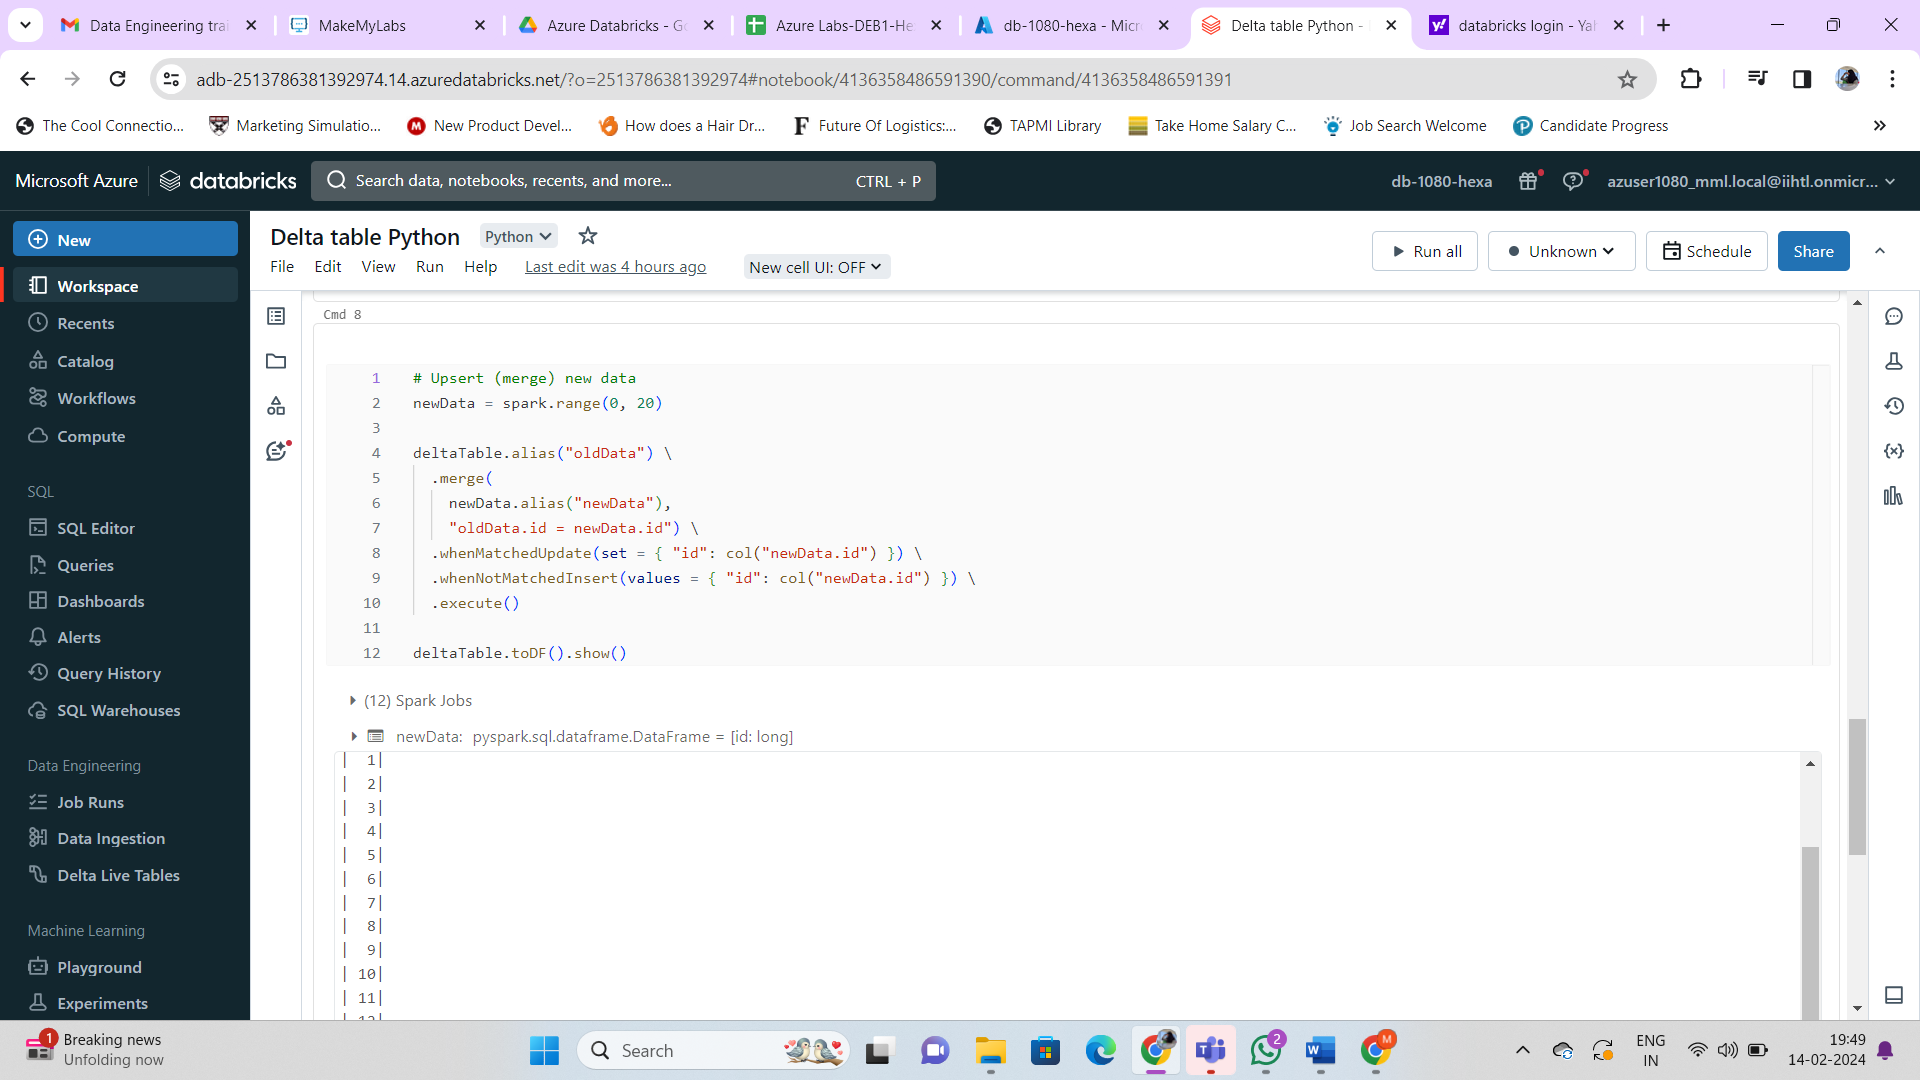 Data Engineering trai
MakeMyLabs
Azure Databricks - Go
Azure Labs-DEB1-He
db-1080-hexa - Micr
Delta table Python -
databricks login - Yah
adb-2513786381392974.14.azuredatabricks.net/?o=2513786381392974#notebook/4136358486591390/command/4136358486591391
The Cool Connectio...
Marketing Simulatio...
New Product Devel...
How does a Hair Dr...
Future Of Logistics:...
TAPMI Library
Take Home Salary C...
Job Search Welcome
Candidate Progress
Microsoft Azure
databricks
Search data, notebooks, recents, and more...
CTRL + P
db-1080-hexa
azuser1080_mml.local@iihtl.onmicr...
New
Workspace
Recents
Catalog
Workflows
Compute
SQL
SQL Editor
Queries
Dashboards
Alerts
Query History
SQL Warehouses
Data Engineering
Job Runs
Data Ingestion
Delta Live Tables
Machine Learning
Playground
Experiments
Delta table Python
Python
File Edit View Run Help
Last edit was 4 hours ago
New cell UI: OFF
Run all
Unknown
Schedule
Share
Cmd 8
1 # Upsert (merge) new data
2 newData = spark.range(0, 20)
3
4 deltaTable.alias("oldData") \
5 .merge(
6 newData.alias("newData"),
7 "oldData.id = newData.id") \
8 .whenMatchedUpdate(set = { "id": col("newData.id") }) \
9 .whenNotMatchedInsert(values = { "id": col("newData.id") }) \
10 .execute()
11
12 deltaTable.toDF().show()
(12) Spark Jobs
newData: pyspark.sql.dataframe.DataFrame = [id: long]
| 1|
| 2|
| 3|
| 4|
| 5|
| 6|
| 7|
| 8|
| 9|
| 10|
| 11|
1
Breaking news
Unfolding now
Search
2
M
ENG
IN
19:49
14-02-2024